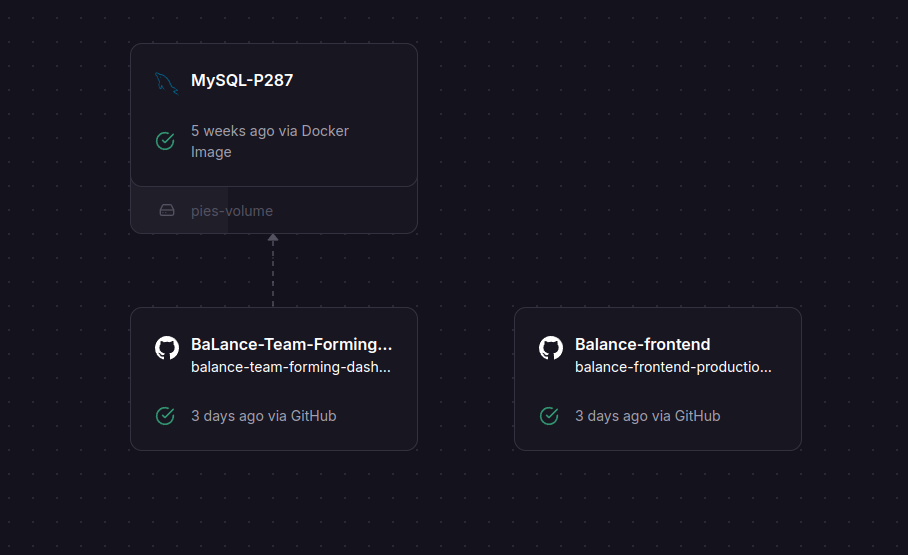 MySQL-P287
5 weeks ago via Docker
Image
pies-volume
BaLance-Team-Forming...
balance-team-forming-dash...
3 days ago via GitHub
Balance-frontend
balance-frontend-productio...
3 days ago via GitHub